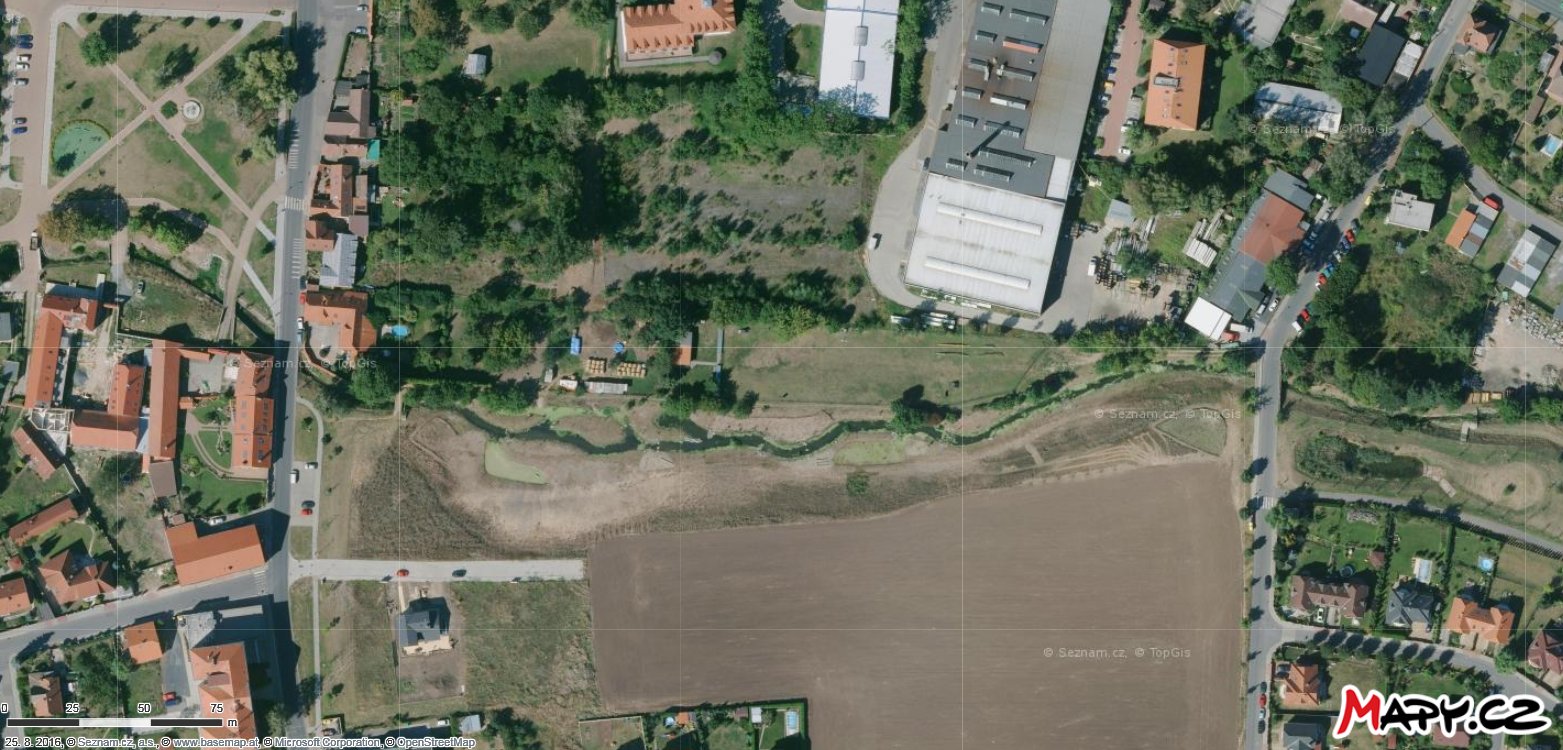 © Seznam.cz, © TopGis
© Seznam.cz, © TopGis
© Seznam.cz, © TopGis
© Seznam.cz, © TopGis
0 25 50 75 m
25. 8. 2016, © Seznam.cz, a.s., © www.basemap.at, © Microsoft Corporation, © OpenStreetMap
Mapy.cz